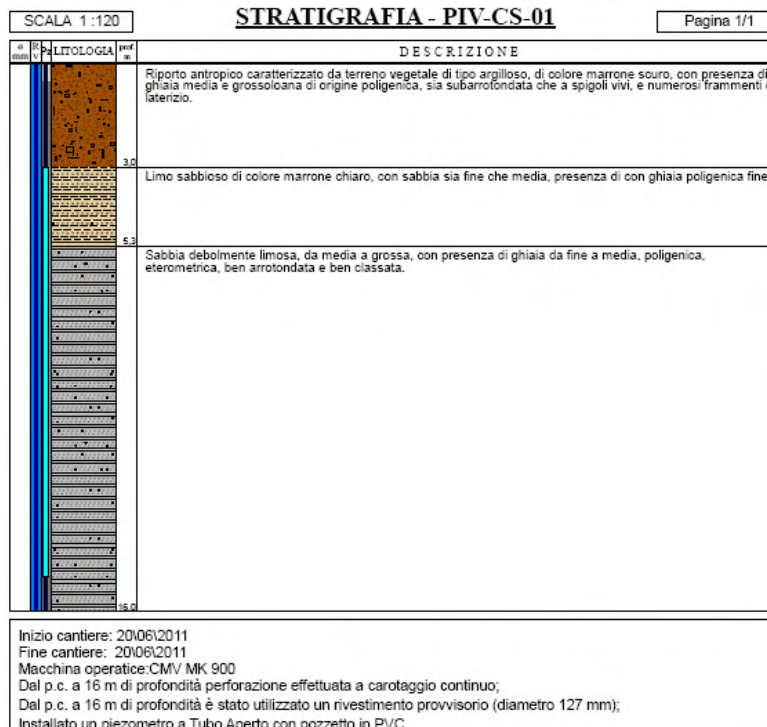 SCALA 1:120
STRATIGRAFIA - PIV-CS-01
Pagina 1/1
ø mm R v Pz LITOLOGIA prof. m DESCRIZIONE
Riporto antropico caratterizzato da terreno vegetale di tipo argilloso, di colore marrone scuro, con presenza di
ghiaia media e grossoloana di origine poligenica, sia subarrotondata che a spigoli vivi, e numerosi frammenti
laterizio.
3,0
Limo sabbioso di colore marrone chiaro, con sabbia sia fine che media, presenza di con ghiaia poligenica fine
5,3
Sabbia debolmente limosa, da media a grossa, con presenza di ghiaia da fine a media, poligenica,
eterometrica, ben arrotondata e ben classata.
16,0
Inizio cantiere: 20\06\2011
Fine cantiere: 20\06\2011
Macchina operatice:CMV MK 900
Dal p.c. a 16 m di profondità perforazione effettuata a carotaggio continuo;
Dal p.c. a 16 m di profondità è stato utilizzato un rivestimento provvisorio (diametro 127 mm);
Installato un piezometro a Tubo Aperto con pozzetto in PVC